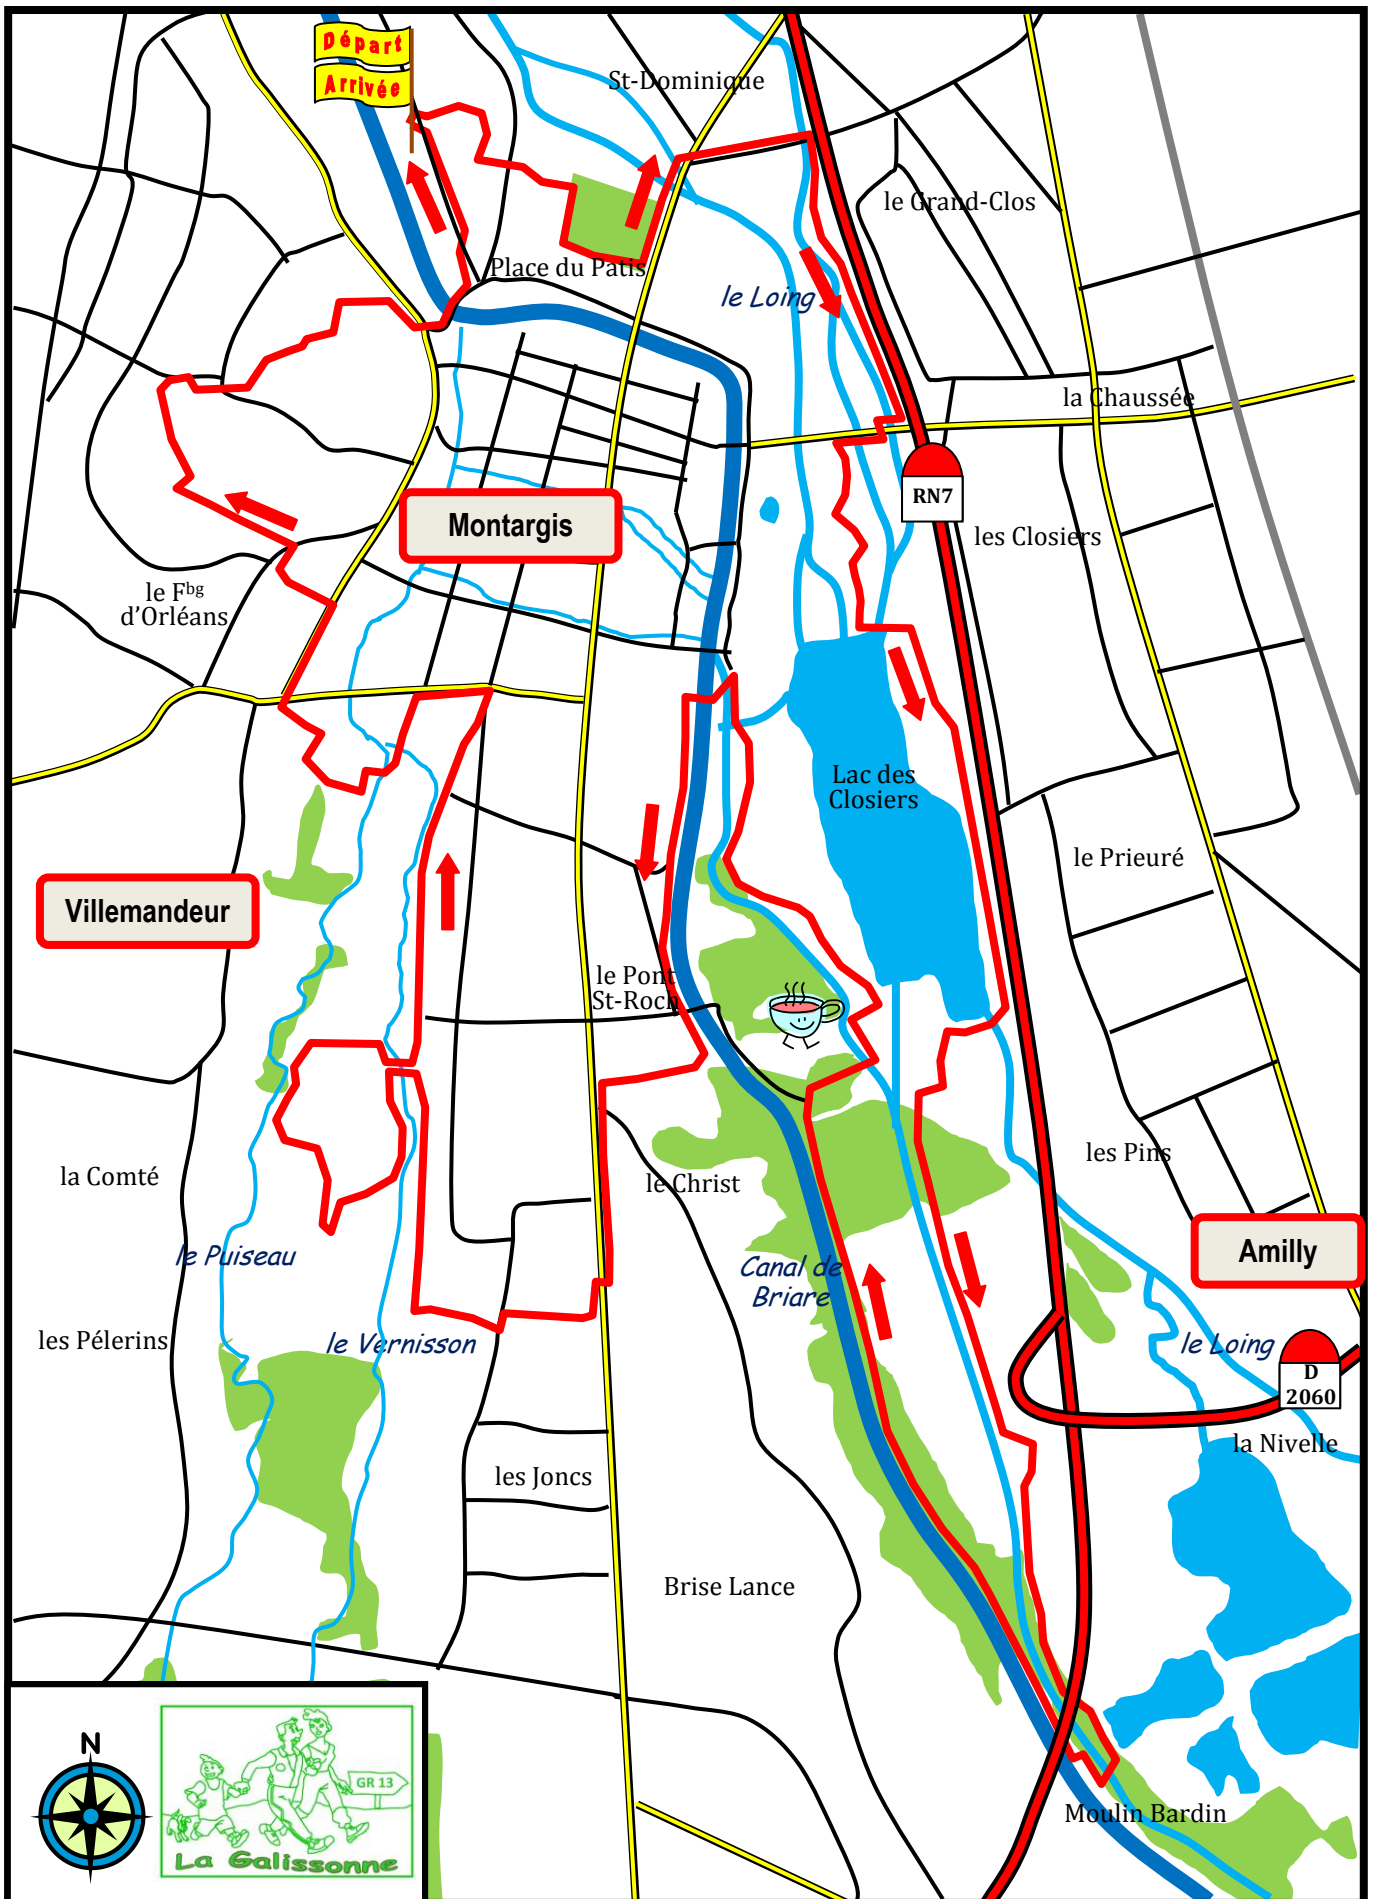 Départ
Arrivée
St-Dominique
le Grand-Clos
Place du Patis
le Loing
la Chaussée
RN7
Montargis
les Closiers
le Fbg
d'Orléans
Lac des
Closiers
le Prieuré
Villemandeur
le Pont
St-Roch
les Pins
la Comté
le Christ
Amilly
le Puiseau
Canal de
Briare
les Pélerins
le Vernisson
le Loing
D
2060
la Nivelle
les Joncs
Brise Lance
N
GR 13
La Galissonne
Moulin Bardin